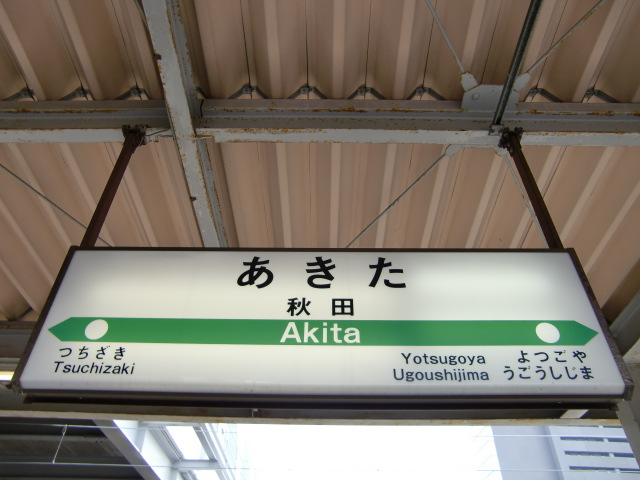 あきた
秋田
Akita
つちざき
Tsuchizaki
Yotsugoya よつごや
Ugoushijima うごうしじま